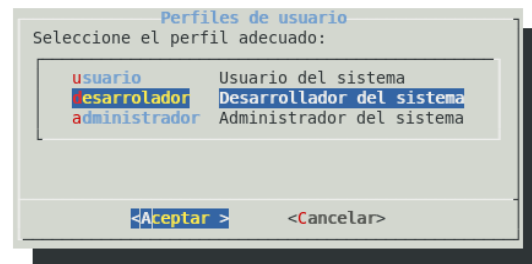 Perfiles de usuario
Seleccione el perfil adecuado:
usuario Usuario del sistema
desarrolador Desarrollador del sistema
administrador Administrador del sistema
<Aceptar > <Cancelar>